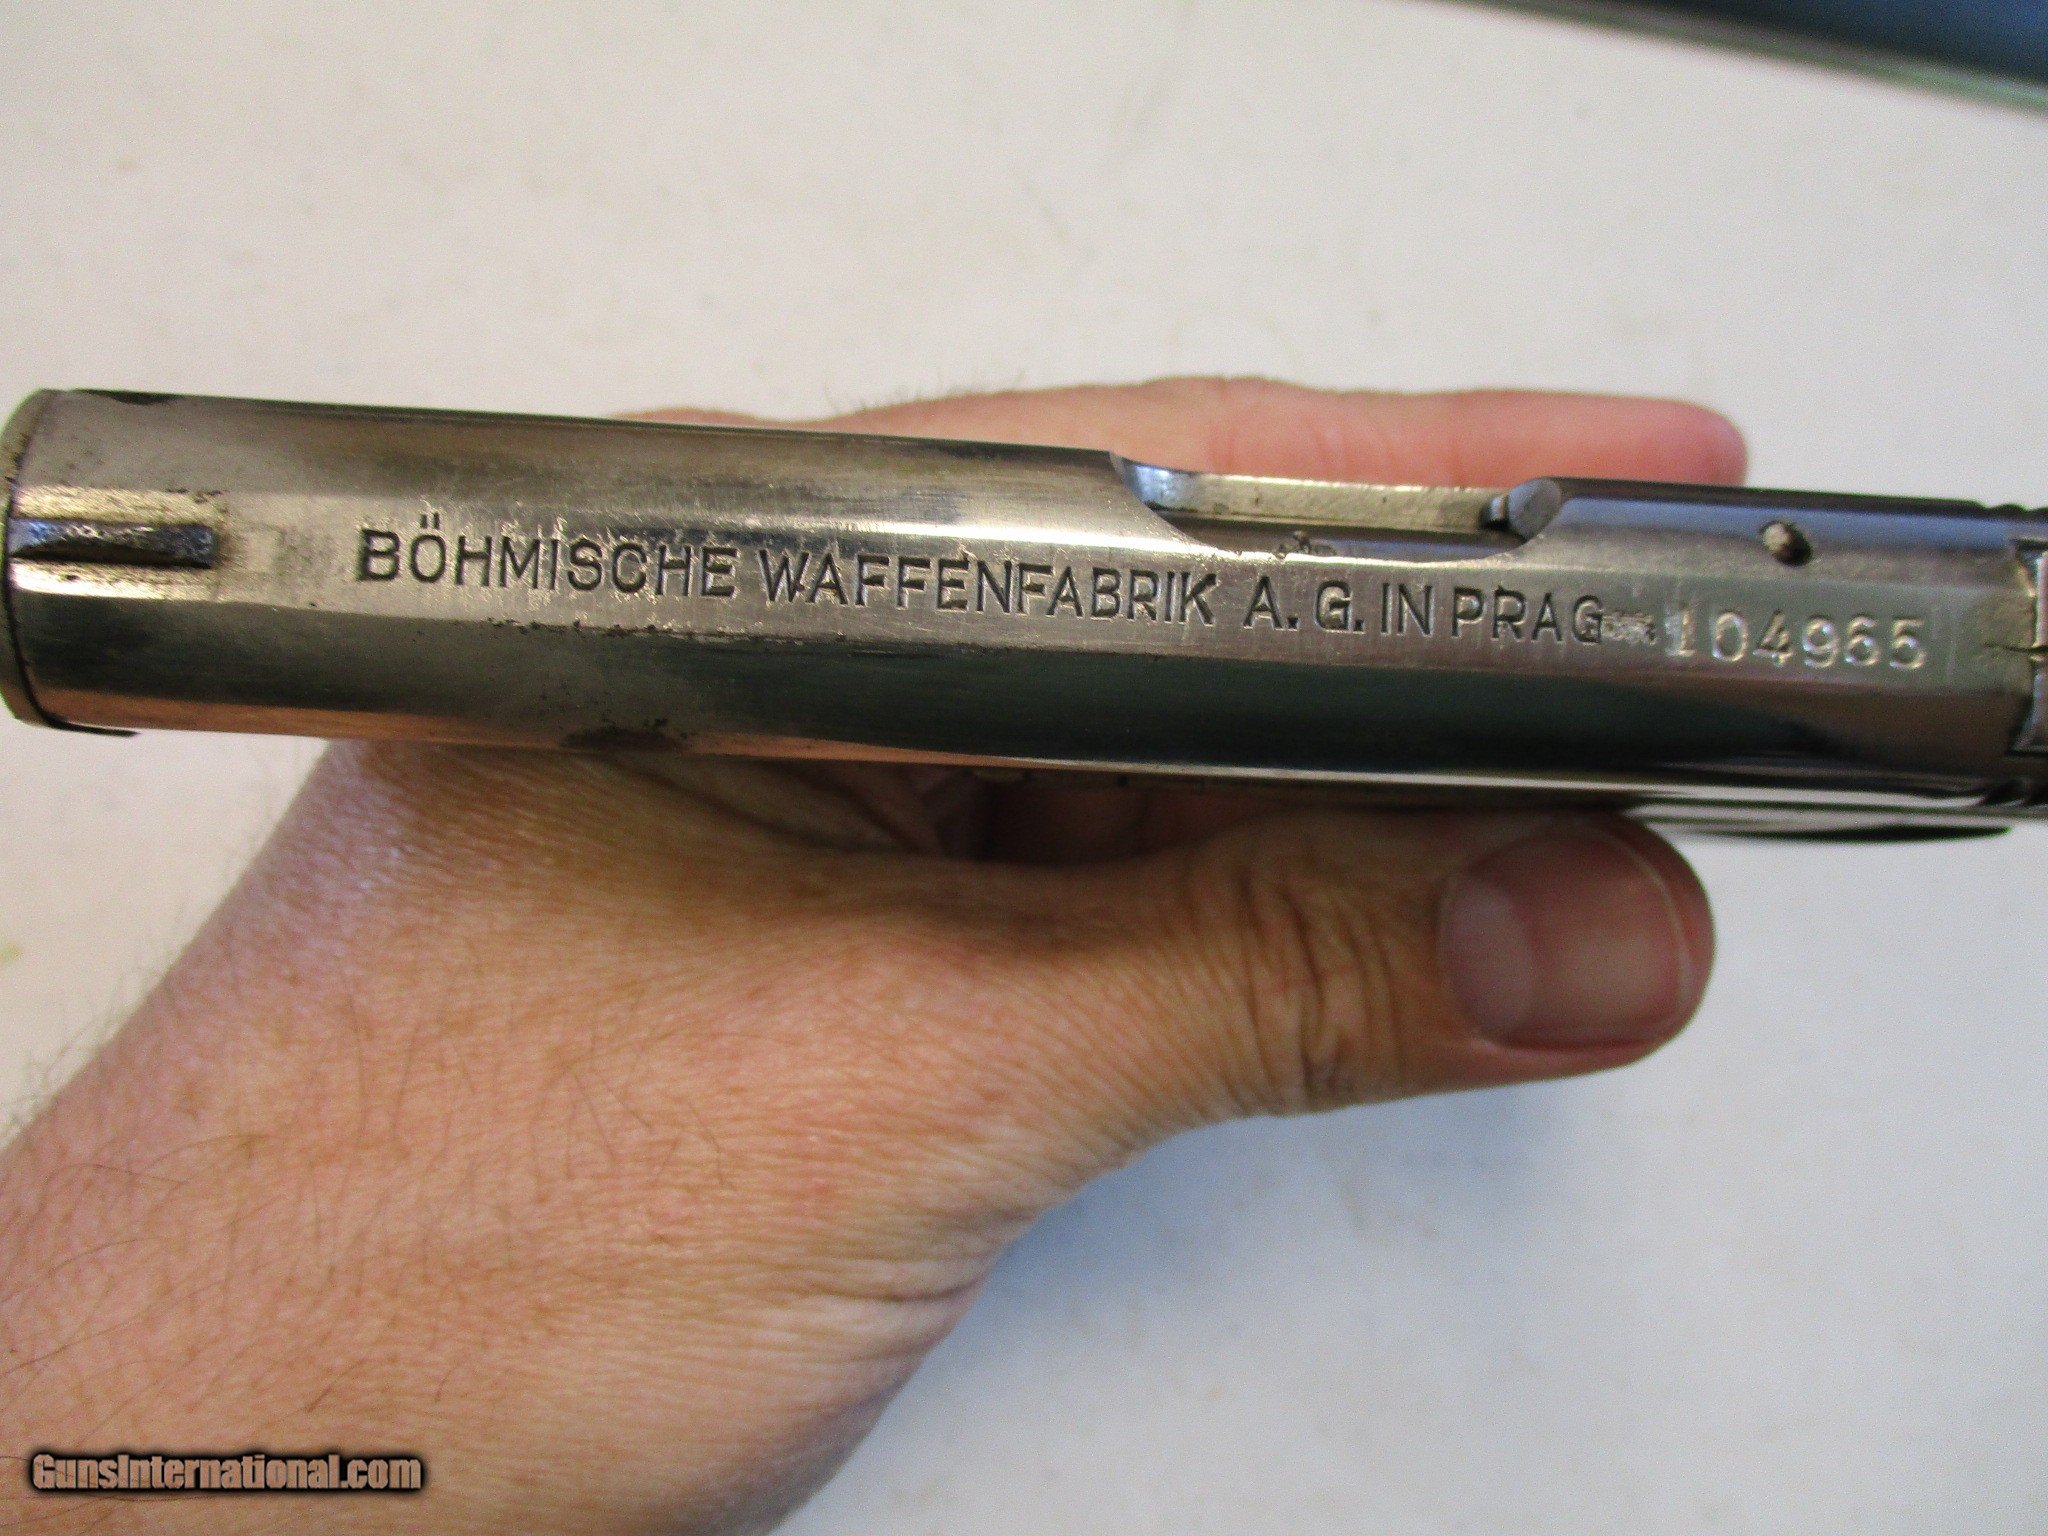 BÖHMISCHE WAFFENFABRIK A. G. IN PRAG 104965
GunsInternational.com